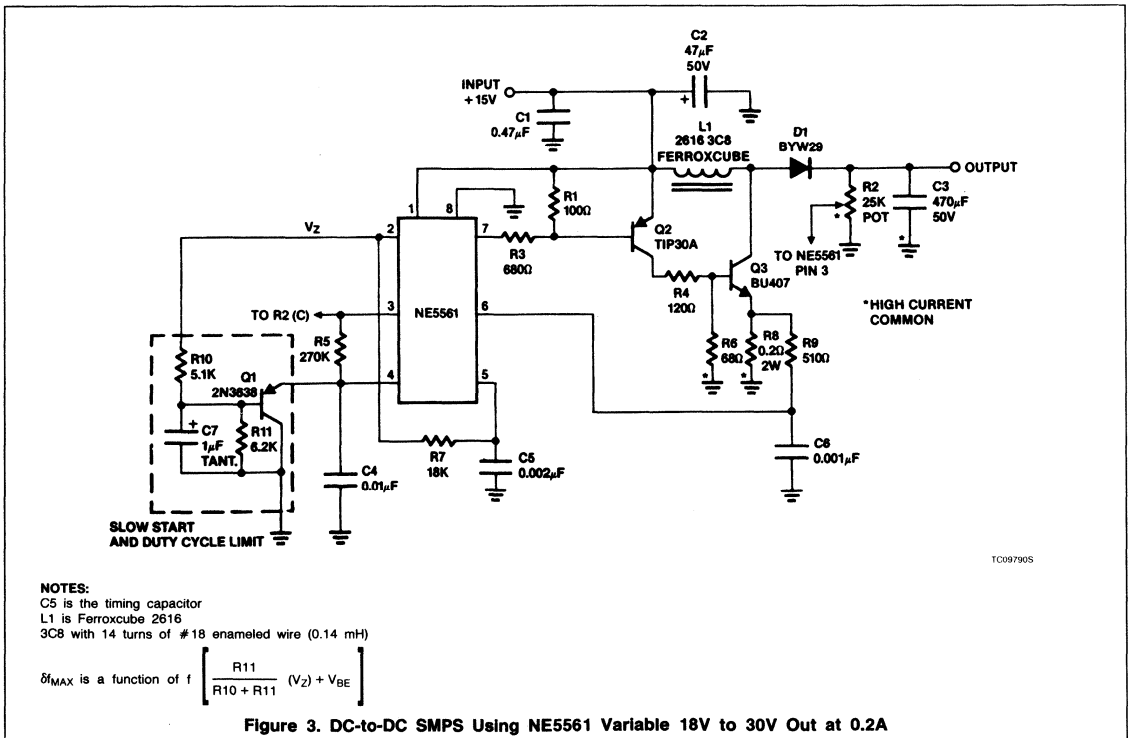 C2
47μF
50V
INPUT
+15V
+
C1
0.47μF
L1
2616 3C8
FERROXCUBE
D1
BYW29
OUTPUT
R2
25K
POT
*
C3
470μF
50V
*
TO NE5561
PIN 3
*HIGH CURRENT
COMMON
1
8
R1
100Ω
VZ
2
7
R3
680Ω
Q2
TIP30A
Q3
BU407
R4
120Ω
TO R2 (C)
3
NE5561
6
R5
270K
R6
68Ω
*
R8
0.2Ω
2W
*
R9
510Ω
R10
5.1K
Q1
2N3638
4
5
+
C7
1μF
TANT.
R11
6.2K
R7
18K
C5
0.002μF
C6
0.001μF
C4
0.01μF
SLOW START
AND DUTY CYCLE LIMIT
TC09790S
NOTES:
C5 is the timing capacitor
L1 is Ferroxcube 2616
3C8 with 14 turns of #18 enameled wire (0.14 mH)
δfMAX is a function of f [ R11 / R10 + R11 (VZ) + VBE ]
Figure 3. DC-to-DC SMPS Using NE5561 Variable 18V to 30V Out at 0.2A